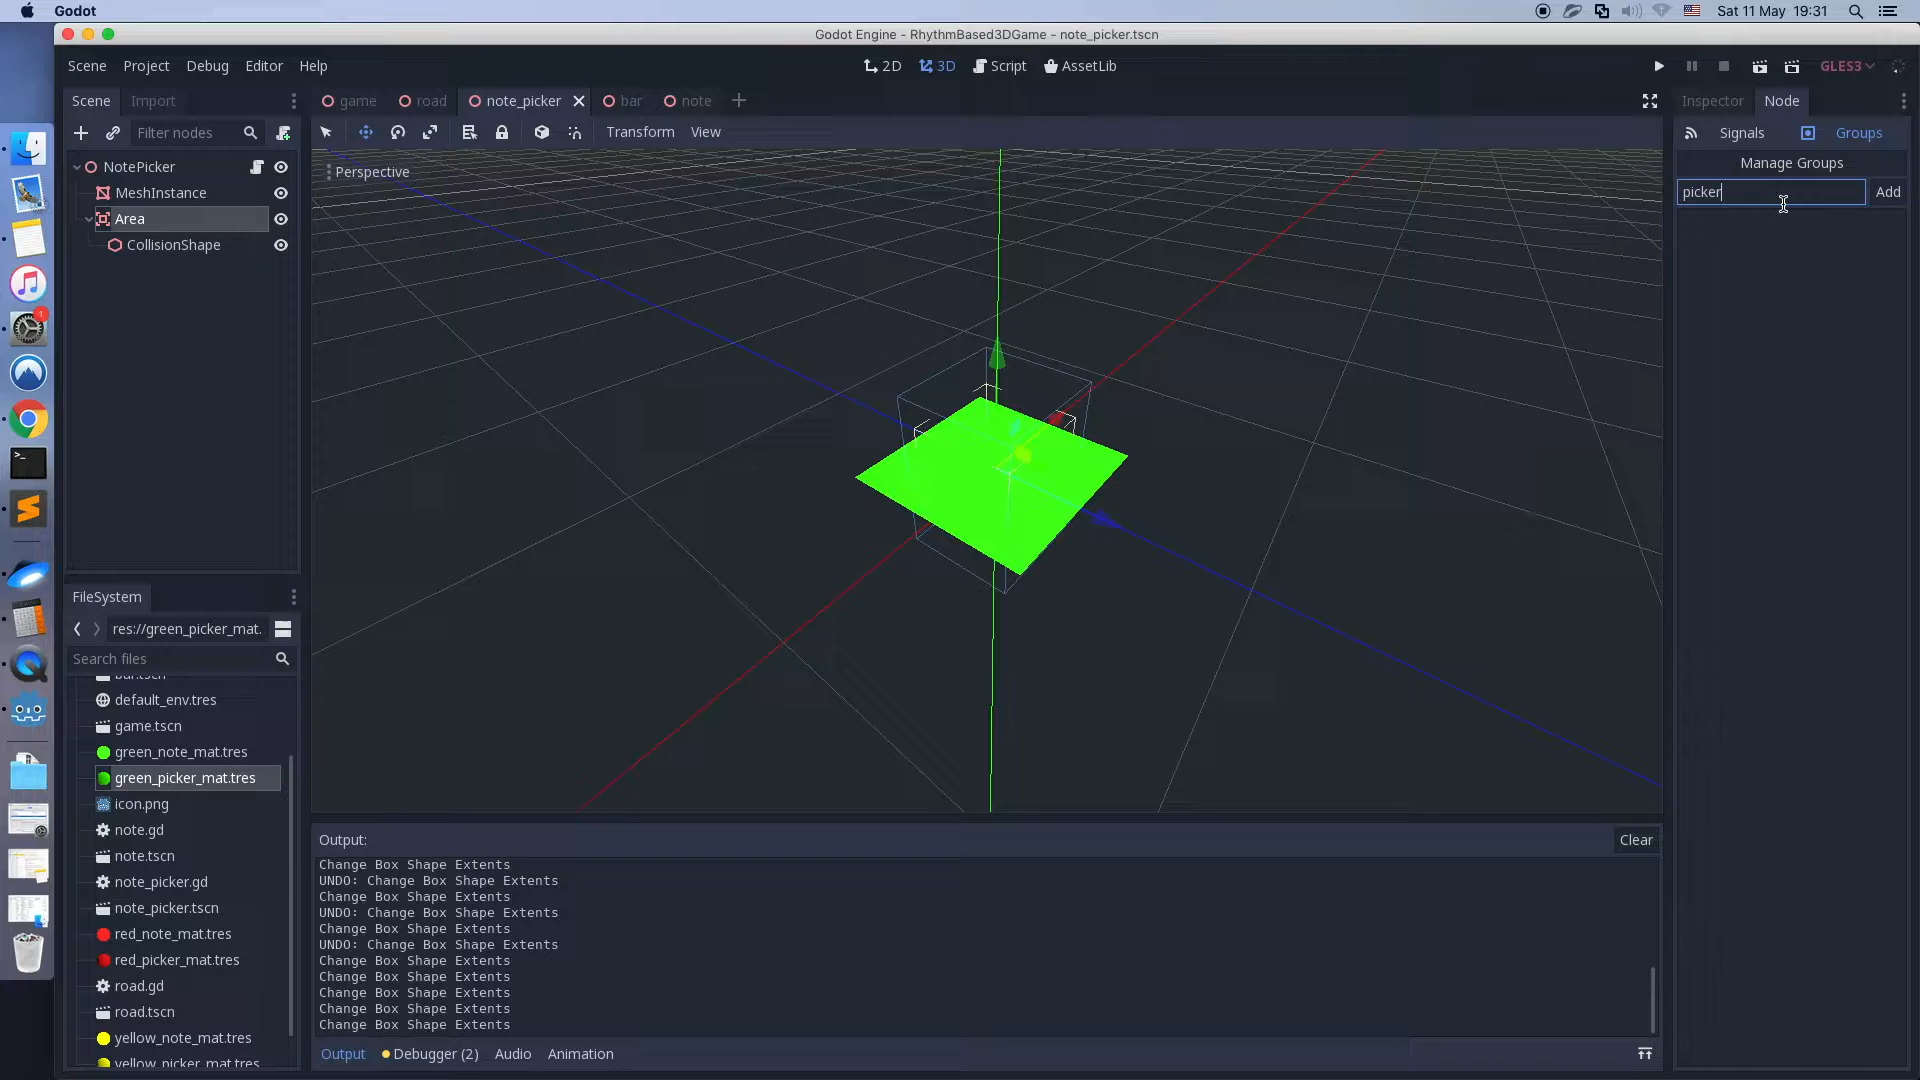 Godot
Sat 11 May 19:31
Godot Engine - RhythmBased3DGame - note_picker.tscn
Scene Project Debug Editor Help
2D 3D Script AssetLib
GLES3
Scene Import
game road note_picker bar note
Inspector Node
Filter nodes
Transform View
Signals Groups
Manage Groups
picker Add
NotePicker
MeshInstance
Area
CollisionShape
Perspective
FileSystem
res://green_picker_mat.
Search files
bar.tscn
default_env.tres
game.tscn
green_note_mat.tres
green_picker_mat.tres
icon.png
note.gd
note.tscn
note_picker.gd
note_picker.tscn
red_note_mat.tres
red_picker_mat.tres
road.gd
road.tscn
yellow_note_mat.tres
yellow_picker_mat.tres
Output: Clear
Change Box Shape Extents
UNDO: Change Box Shape Extents
Change Box Shape Extents
UNDO: Change Box Shape Extents
Change Box Shape Extents
UNDO: Change Box Shape Extents
Change Box Shape Extents
Change Box Shape Extents
Change Box Shape Extents
Change Box Shape Extents
Change Box Shape Extents
Output Debugger (2) Audio Animation